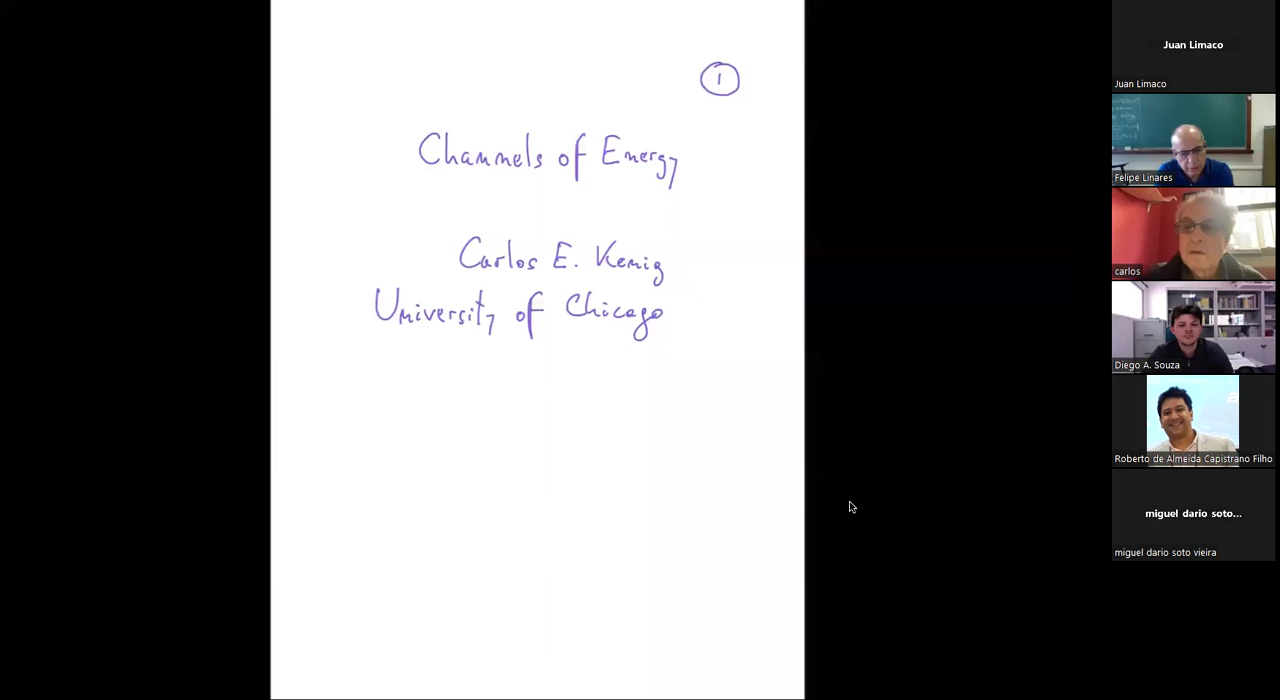 1
Channels of Energy
Carlos E. Kenig
University of Chicago
Juan Limaco
Juan Limaco
Felipe Linares
carlos
Diego A. Souza
Roberto de Almeida Capistrano Filho
miguel dario soto...
miguel dario soto vieira